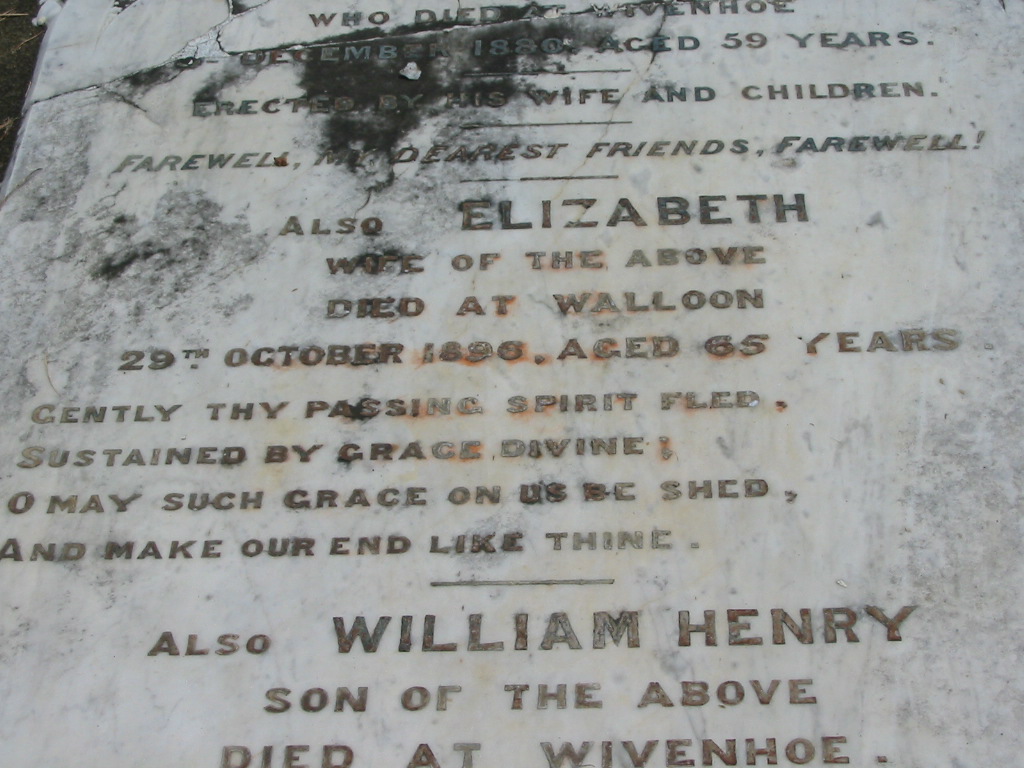 WHO DIED AT WIVENHOE
DECEMBER 1880, AGED 59 YEARS.
ERECTED BY HIS WIFE AND CHILDREN.
FAREWELL, MY DEAREST FRIENDS, FAREWELL!
ALSO ELIZABETH
WIFE OF THE ABOVE
DIED AT WALLOON
29TH OCTOBER 1896, AGED 65 YEARS.
GENTLY THY PASSING SPIRIT FLED,
SUSTAINED BY GRACE DIVINE;
O MAY SUCH GRACE ON US BE SHED,
AND MAKE OUR END LIKE THINE.
ALSO WILLIAM HENRY
SON OF THE ABOVE
DIED AT WIVENHOE.